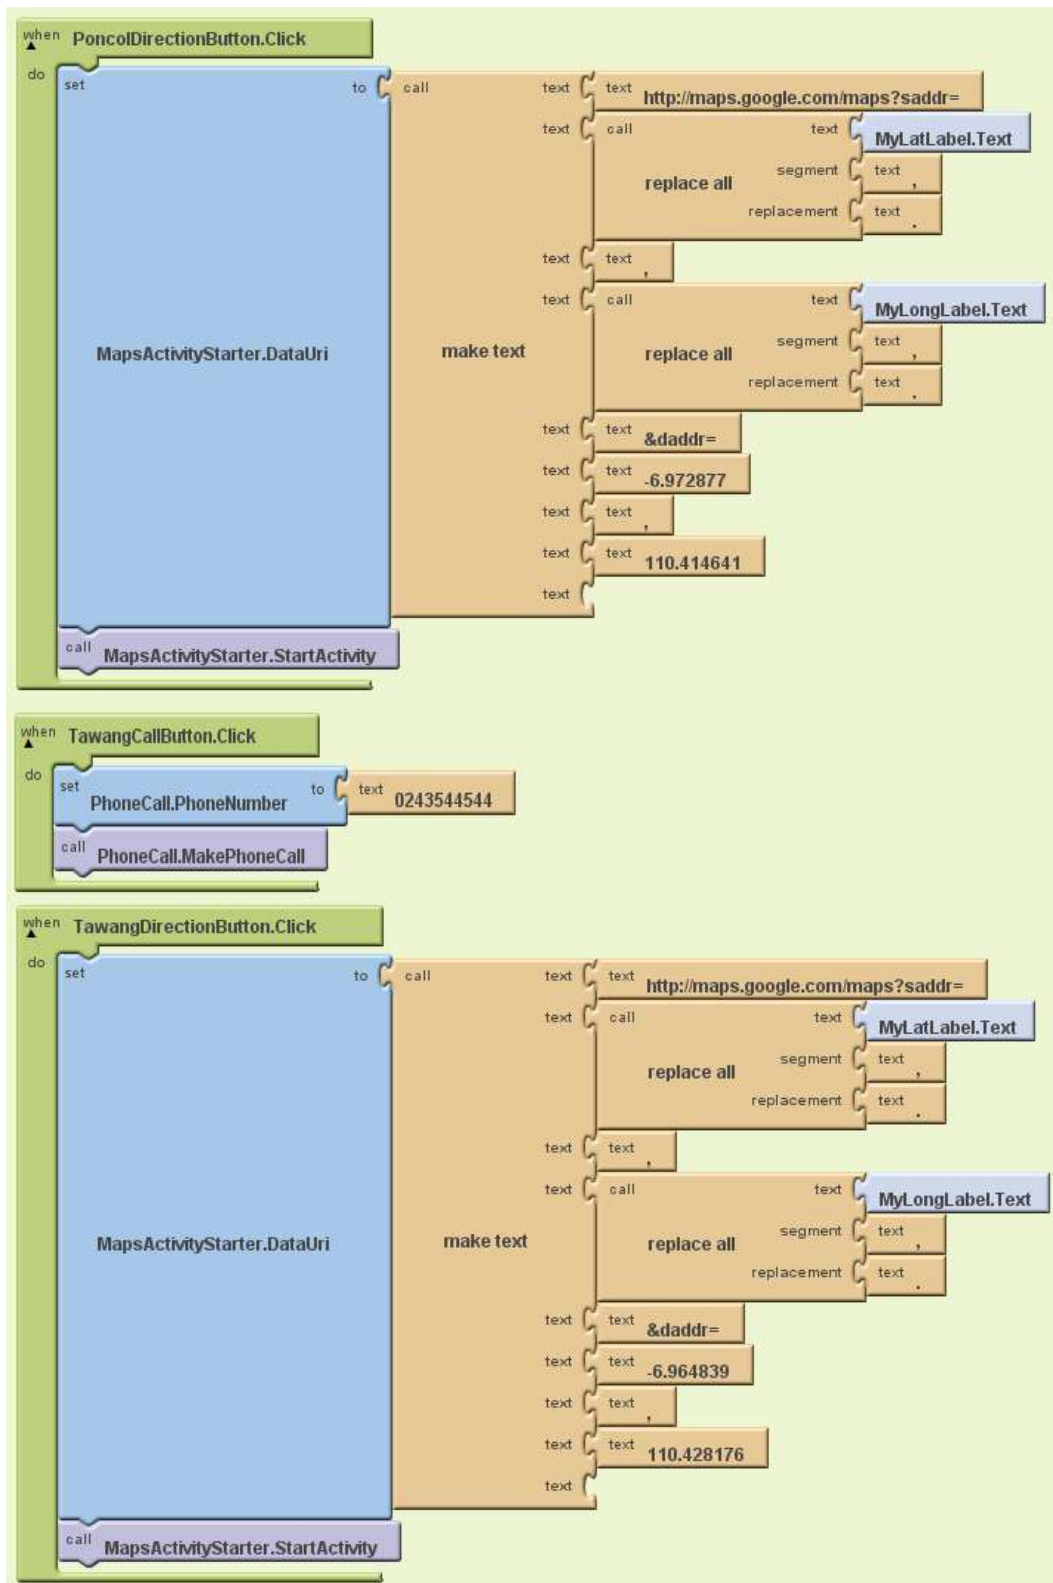 when PoncolDirectionButton.Click
do set to call text text http://maps.google.com/maps?saddr=
text call text MyLatLabel.Text
replace all segment text ,
replacement text .
text text ,
text call text MyLongLabel.Text
MapsActivityStarter.DataUri make text replace all segment text ,
replacement text .
text text &daddr=
text text -6.972877
text text ,
text text 110.414641
text
call MapsActivityStarter.StartActivity
when TawangCallButton.Click
do set PhoneCall.PhoneNumber to text 0243544544
call PhoneCall.MakePhoneCall
when TawangDirectionButton.Click
do set to call text text http://maps.google.com/maps?saddr=
text call text MyLatLabel.Text
replace all segment text ,
replacement text .
text text ,
text call text MyLongLabel.Text
MapsActivityStarter.DataUri make text replace all segment text ,
replacement text .
text text &daddr=
text text -6.964839
text text ,
text text 110.428176
text
call MapsActivityStarter.StartActivity